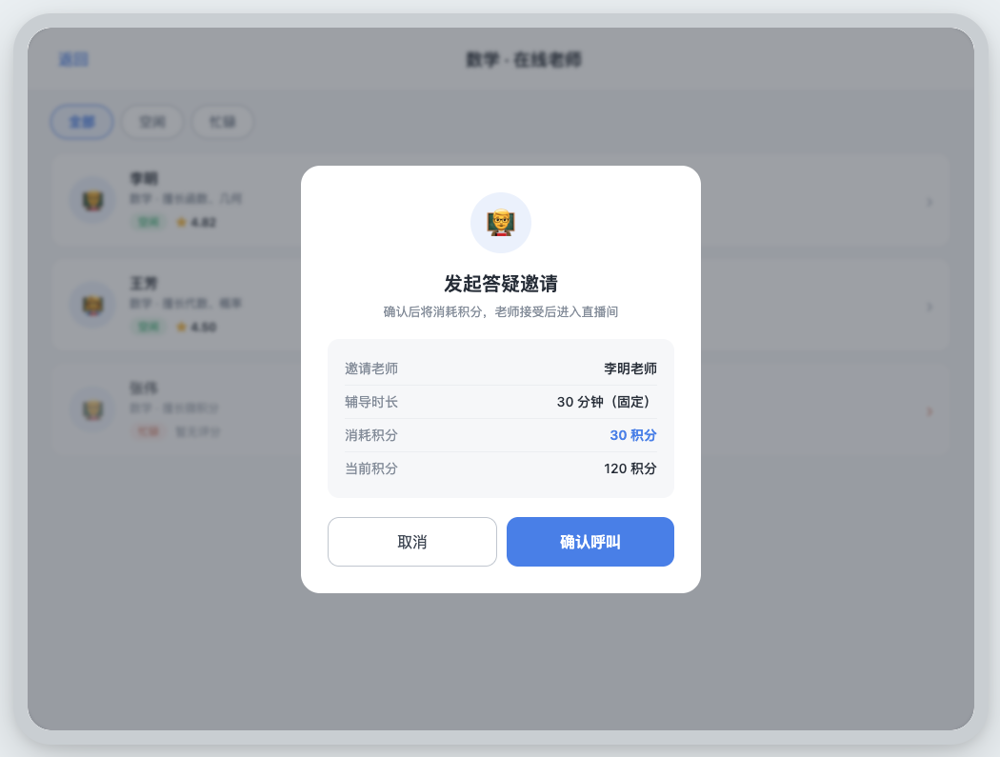 返回
数学 · 在线老师
全部 空闲 忙碌
李明
数学 · 擅长函数、几何
空闲 4.82
发起答疑邀请
确认后将消耗积分，老师接受后进入直播间
王芳
数学 · 擅长代数、概率
空闲 4.50
邀请老师 李明老师
辅导时长 30 分钟（固定）
消耗积分 30 积分
当前积分 120 积分
张伟
数学 · 擅长微积分
忙碌 暂无评分
取消 确认呼叫